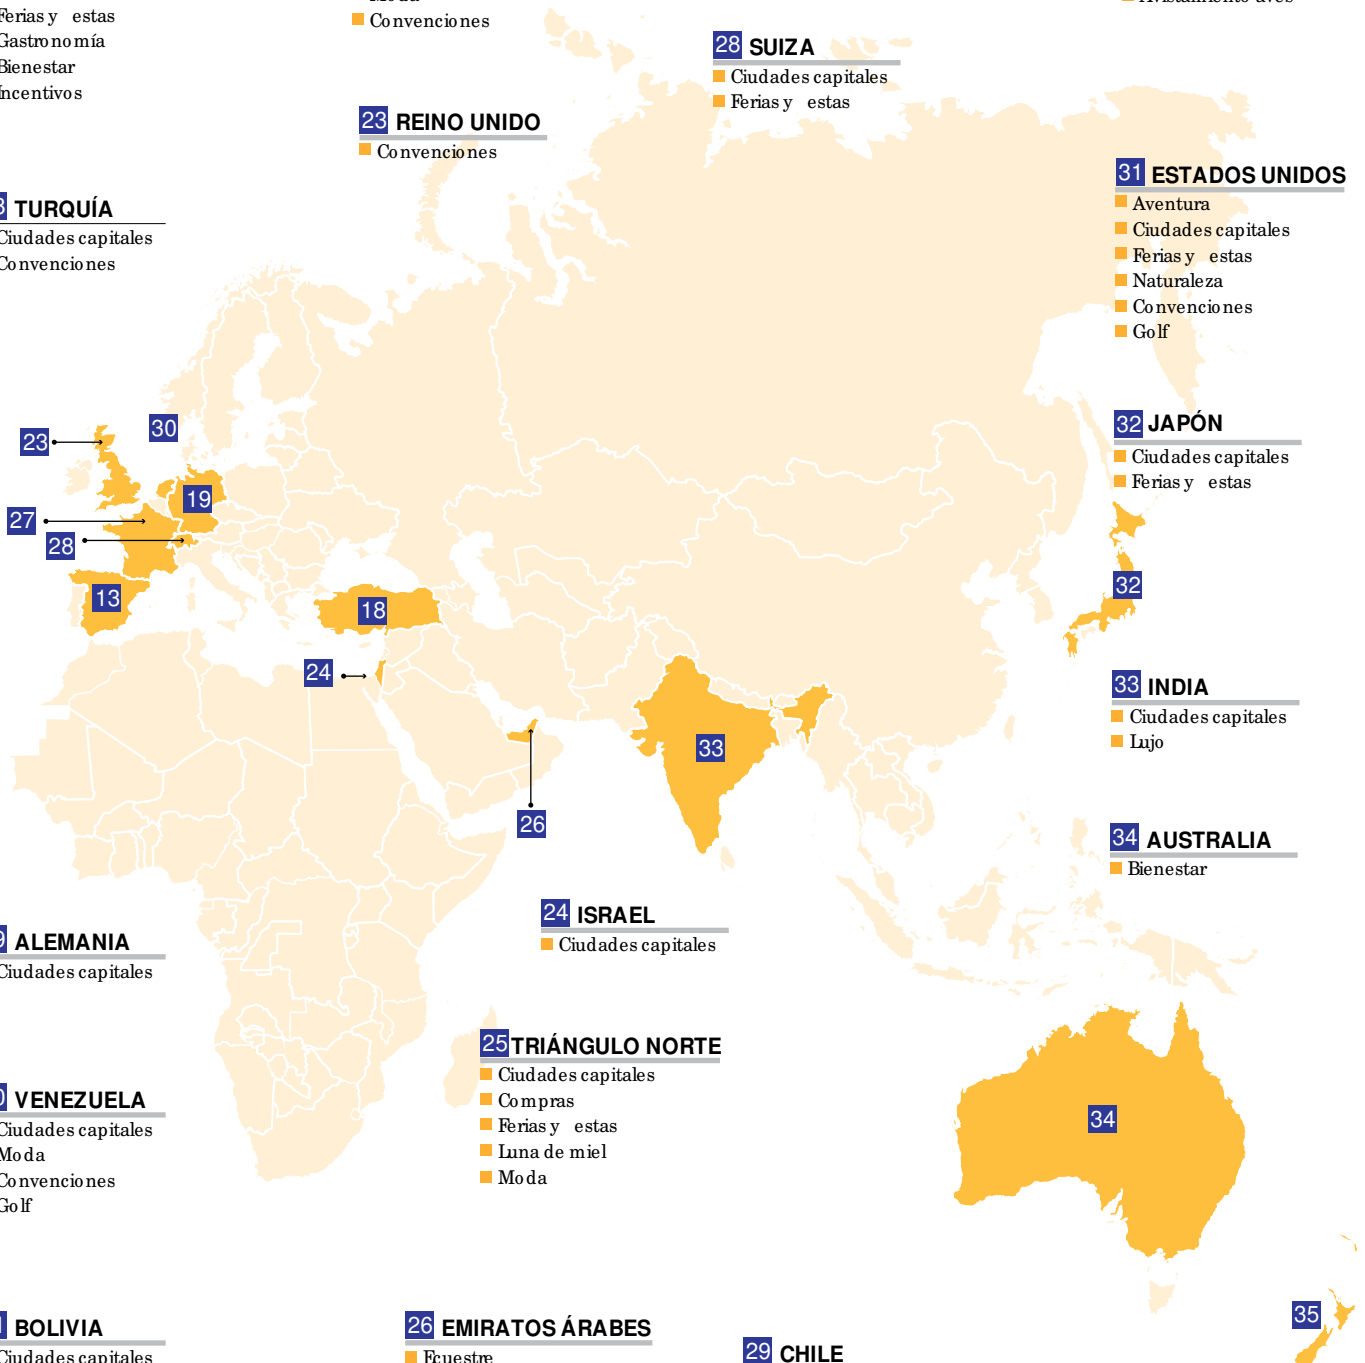 Ferias y estas
Gastronomía
Bienestar
Incentivos
Convenciones
28 SUIZA
Ciudades capitales
Ferias y estas
23 REINO UNIDO
Convenciones
31 ESTADOS UNIDOS
Aventura
Ciudades capitales
Ferias y estas
Naturaleza
Convenciones
Golf
TURQUÍA
Ciudades capitales
Convenciones
32 JAPÓN
Ciudades capitales
Ferias y estas
30
23
19
27
28
13
18
24
32
33
26
33 INDIA
Ciudades capitales
Lujo
34 AUSTRALIA
Bienestar
24 ISRAEL
Ciudades capitales
ALEMANIA
Ciudades capitales
25 TRIÁNGULO NORTE
Ciudades capitales
Compras
Ferias y estas
Luna de miel
Moda
VENEZUELA
Ciudades capitales
Moda
Convenciones
Golf
34
35
BOLIVIA
Ciudades capitales
26 EMIRATOS ÁRABES
Ecuestre
29 CHILE